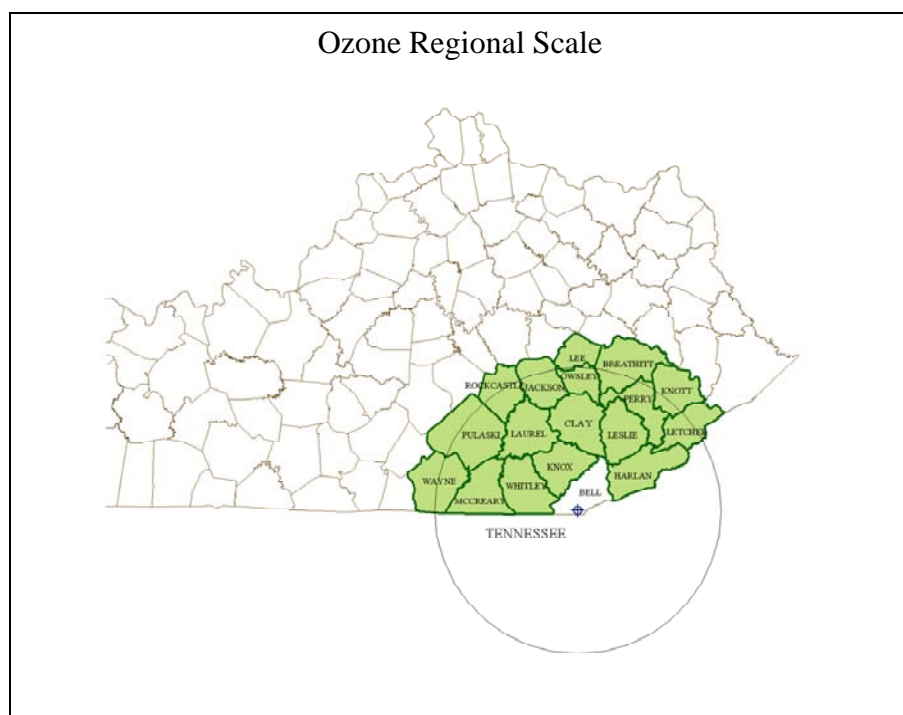 Ozone Regional Scale
LEE
BREATHITT
OWSLEY
ROCKCASTLE
JACKSON
PERRY
KNOTT
PULASKI
LAUREL
CLAY
LESLIE
LETCHER
KNOX
WAYNE
WHITLEY
HARLAN
BELL
MCCREARY
TENNESSEE